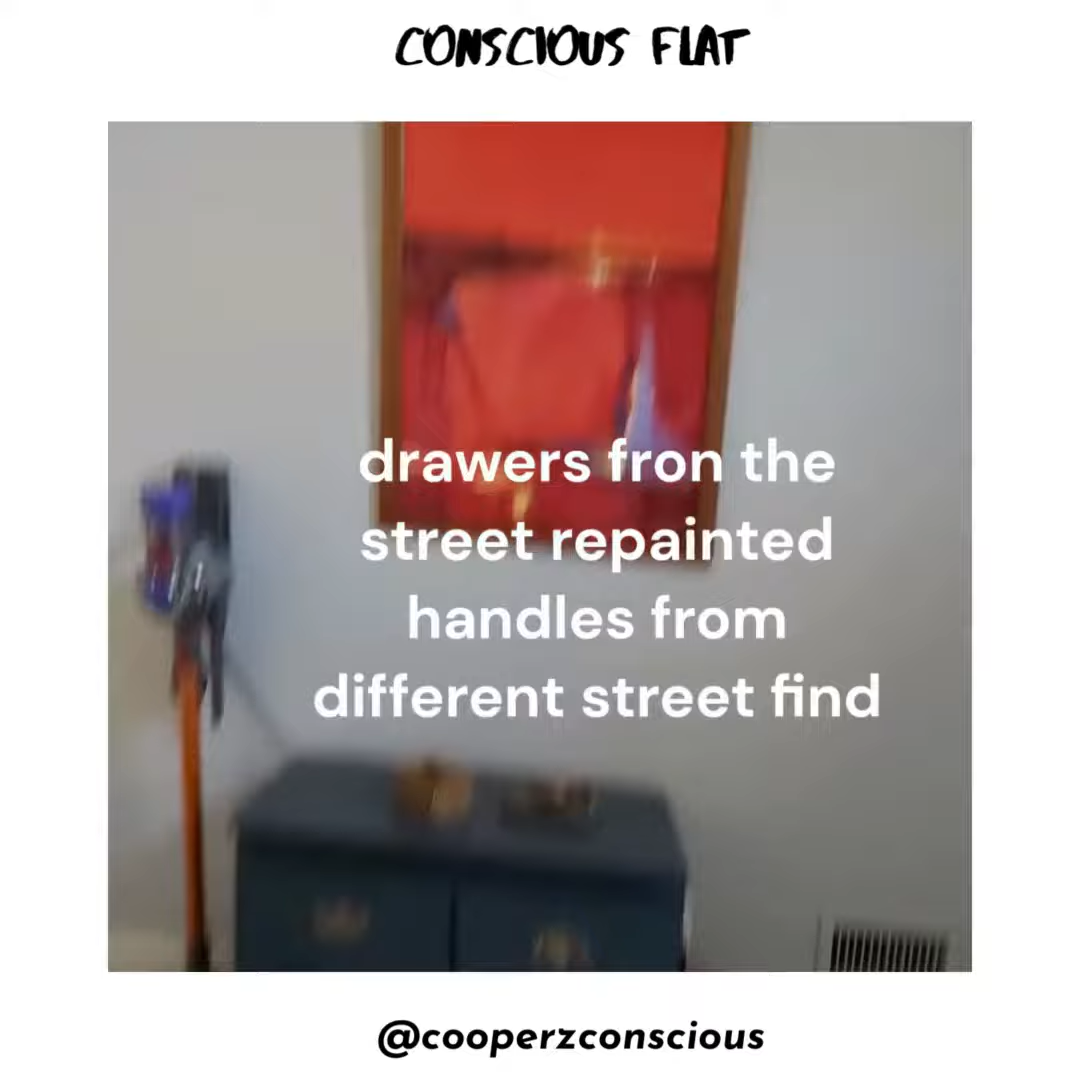 CONSCIOUS FLAT
drawers fron the
street repainted
handles from
different street find
@cooperzconscious